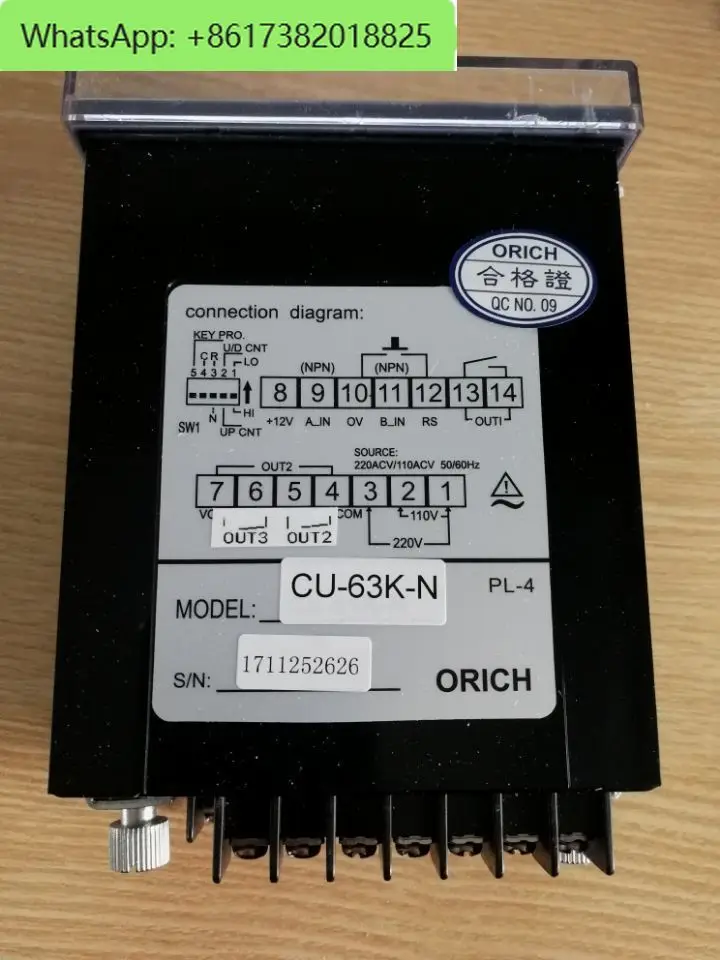 WhatsApp: +8617382018825
ORICH
合格證
QC NO. 09
connection diagram:
KEY PRO.
U/D CNT
C R
LO
5 4 3 2 1
HI
N
UP CNT
SW1
(NPN) (NPN)
8 9 10 11 12 13 14
+12V A_IN OV B_IN RS OUT1
SOURCE:
220ACV/110ACV 50/60Hz
OUT2
7 6 5 4 3 2 1
COM 110V
OUT3 OUT2
220V
CU-63K-N
MODEL:
PL-4
1711252626
S/N:
ORICH